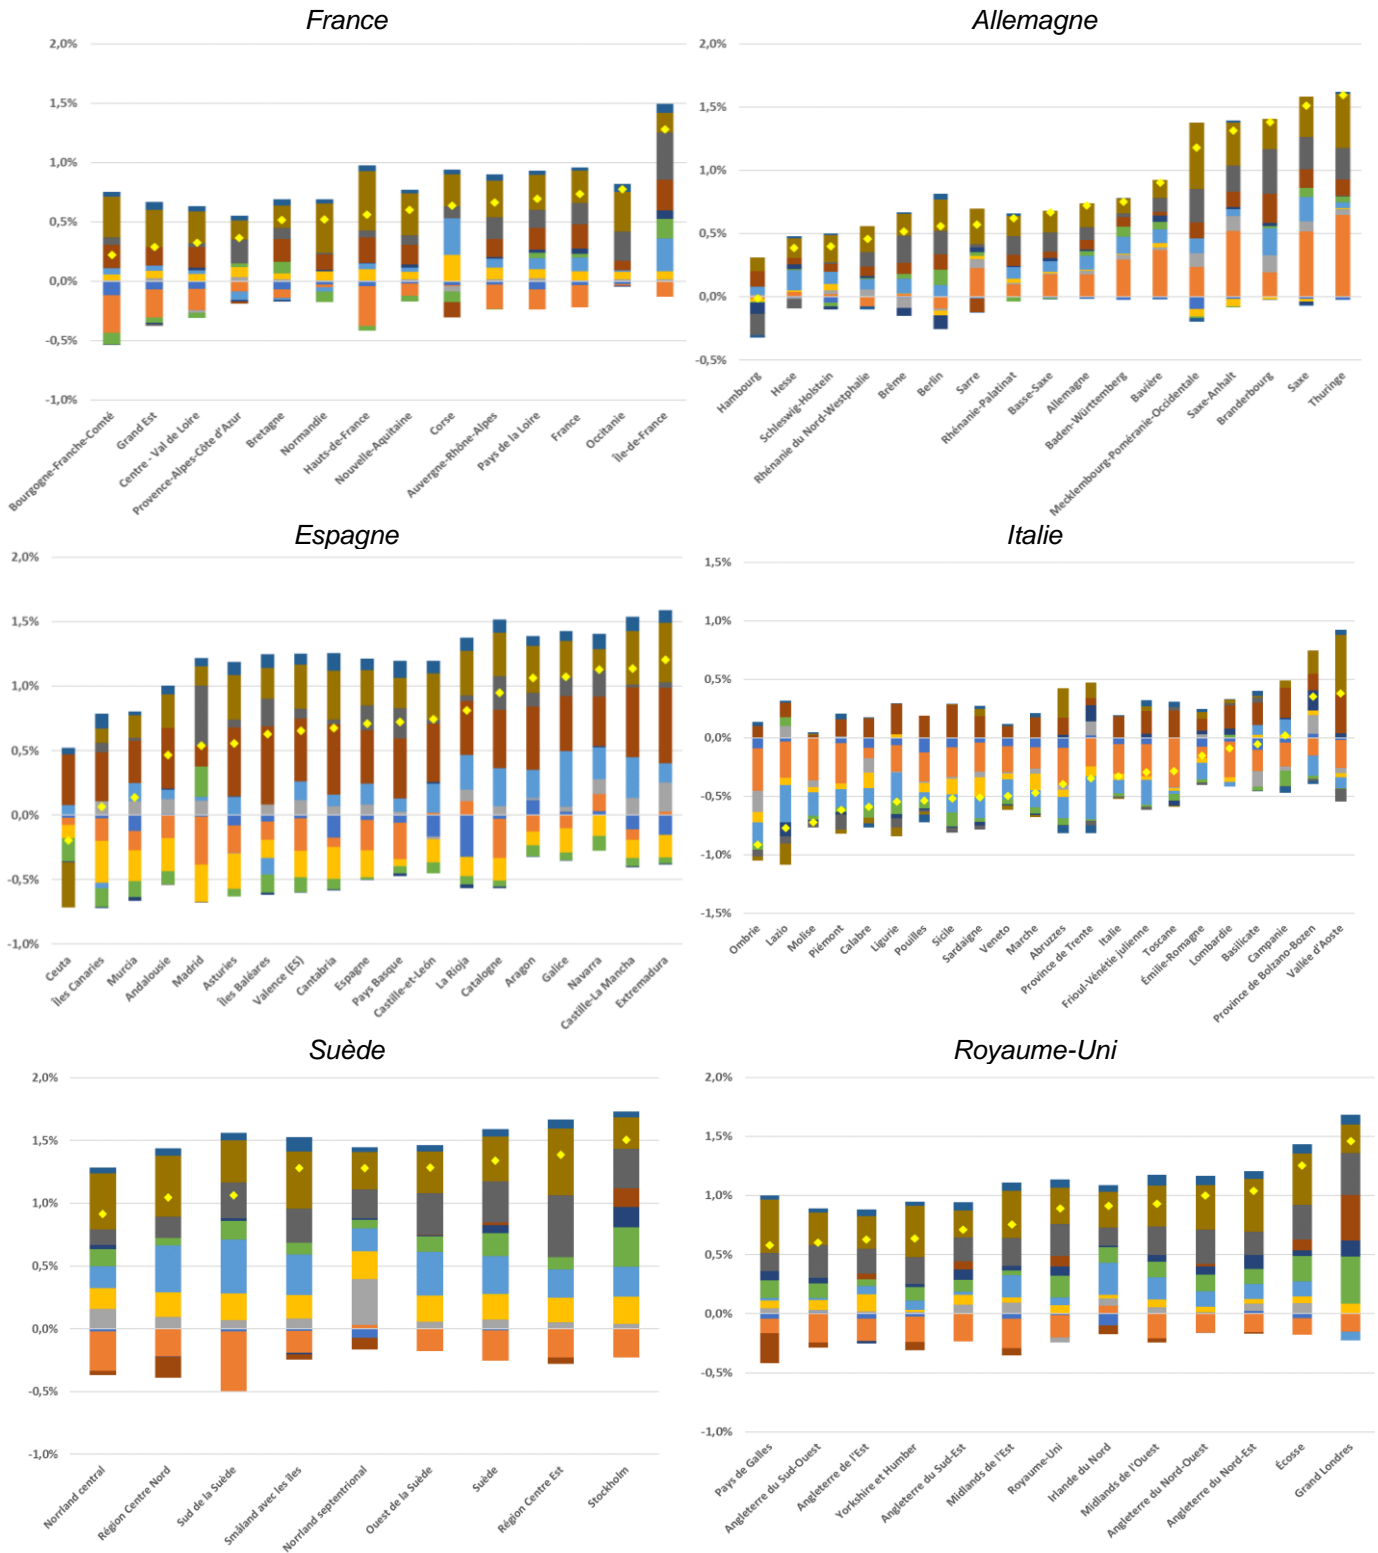 France
2,0%
1,5%
1,0%
0,5%
0,0%
-0,5%
-1,0%
Bourgogne-Franche-Comté
Grand Est
Centre - Val de Loire
Provence-Alpes-Côte d'Azur
Bretagne
Normandie
Hauts-de-France
Nouvelle-Aquitaine
Corse
Auvergne-Rhône-Alpes
Pays de la Loire
France
Occitanie
Île-de-France
Allemagne
2,0%
1,5%
1,0%
0,5%
0,0%
-0,5%
Hambourg
Hesse
Schleswig-Holstein
Rhénanie du Nord-Westphalie
Brême
Berlin
Sarre
Rhénanie-Palatinat
Basse-Saxe
Allemagne
Baden-Württemberg
Bavière
Mecklembourg-Poméranie-Occidentale
Saxe-Anhalt
Brandebourg
Saxe
Thuringe
Espagne
2,0%
1,5%
1,0%
0,5%
0,0%
-0,5%
-1,0%
Ceuta
Îles Canaries
Murcia
Andalousie
Madrid
Asturies
Îles Baléares
Valence (ES)
Cantabria
Espagne
Pays Basque
Castille-et-León
La Rioja
Catalogne
Aragon
Galice
Navarra
Castille-La Mancha
Extremadura
Italie
1,5%
1,0%
0,5%
0,0%
-0,5%
-1,0%
-1,5%
Ombrie
Lazio
Molise
Piémont
Calabre
Ligurie
Pouilles
Sicile
Sardaigne
Veneto
Marche
Abruzzes
Province de Trente
Italie
Frioul-Vénétie julienne
Toscane
Émilie-Romagne
Lombardie
Basilicate
Campanie
Province de Bolzano-Bozen
Vallée d'Aoste
Suède
2,0%
1,5%
1,0%
0,5%
0,0%
-0,5%
-1,0%
Norrland central
Région Centre Nord
Sud de la Suède
Småland avec les îles
Norrland septentrional
Ouest de la Suède
Suède
Région Centre Est
Stockholm
Royaume-Uni
2,0%
1,5%
1,0%
0,5%
0,0%
-0,5%
-1,0%
Pays de Galles
Angleterre du Sud-Ouest
Angleterre de l'Est
Yorkshire et Humber
Angleterre du Sud-Est
Midlands de l'Est
Royaume-Uni
Irlande du Nord
Midlands de l'Ouest
Angleterre du Nord-Ouest
Angleterre du Nord-Est
Écosse
Grand Londres